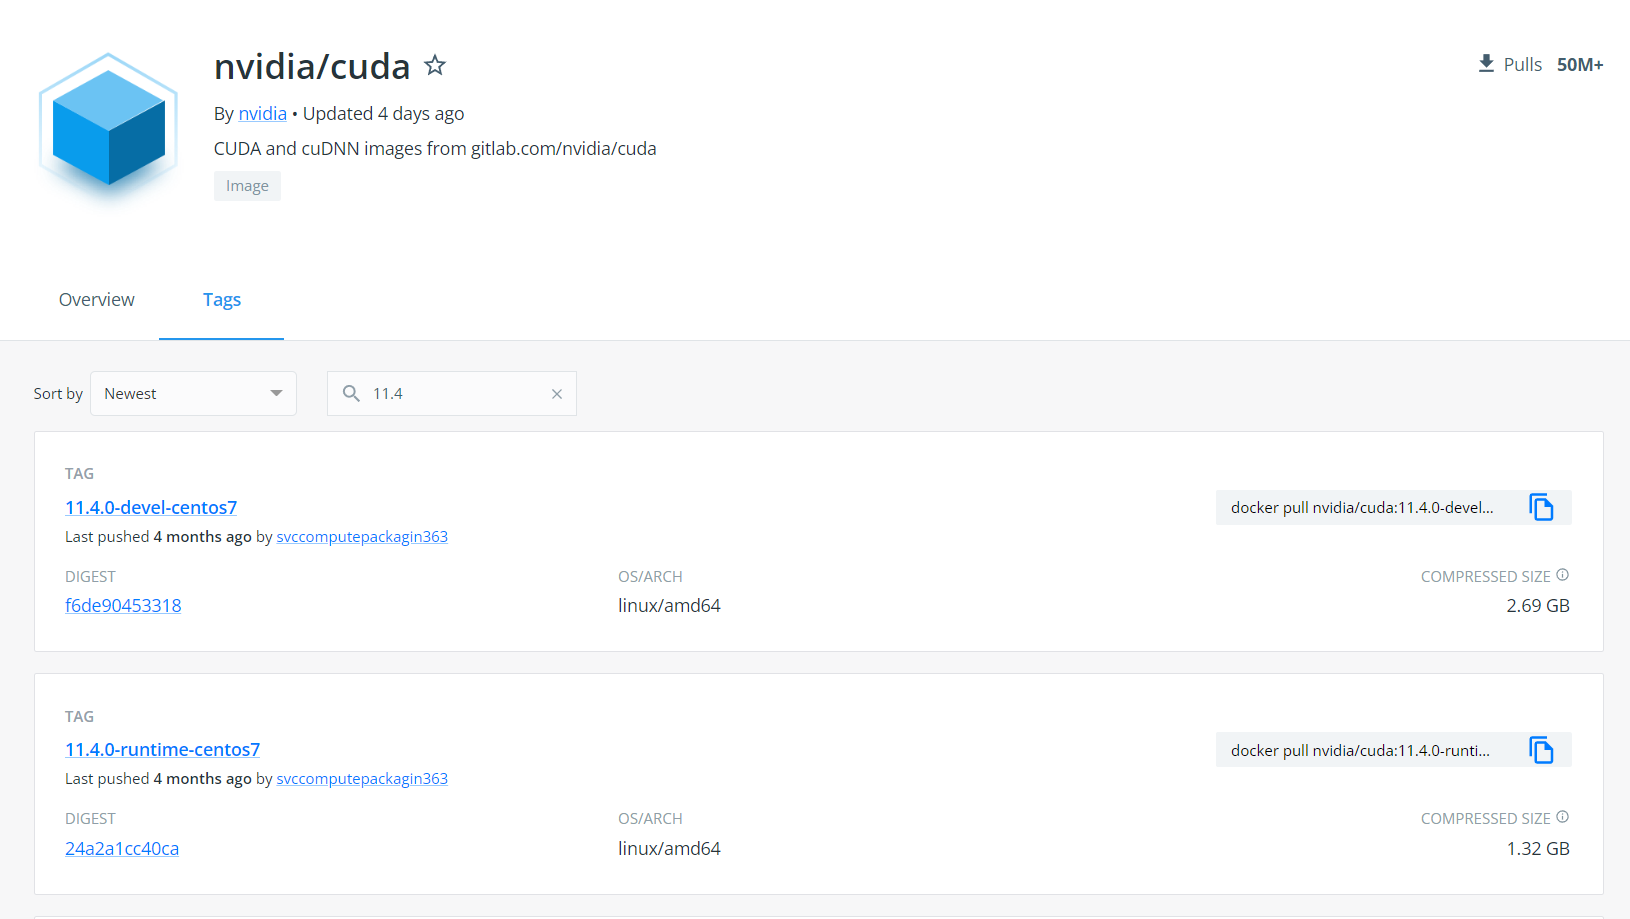 nvidia/cuda
Pulls 50M+
By nvidia • Updated 4 days ago
CUDA and cuDNN images from gitlab.com/nvidia/cuda
Image
Overview Tags
Sort by Newest 11.4
TAG
11.4.0-devel-centos7
docker pull nvidia/cuda:11.4.0-devel...
Last pushed 4 months ago by svccomputepackagin363
DIGEST OS/ARCH COMPRESSED SIZE
f6de90453318 linux/amd64 2.69 GB
TAG
11.4.0-runtime-centos7
docker pull nvidia/cuda:11.4.0-runti...
Last pushed 4 months ago by svccomputepackagin363
DIGEST OS/ARCH COMPRESSED SIZE
24a2a1cc40ca linux/amd64 1.32 GB